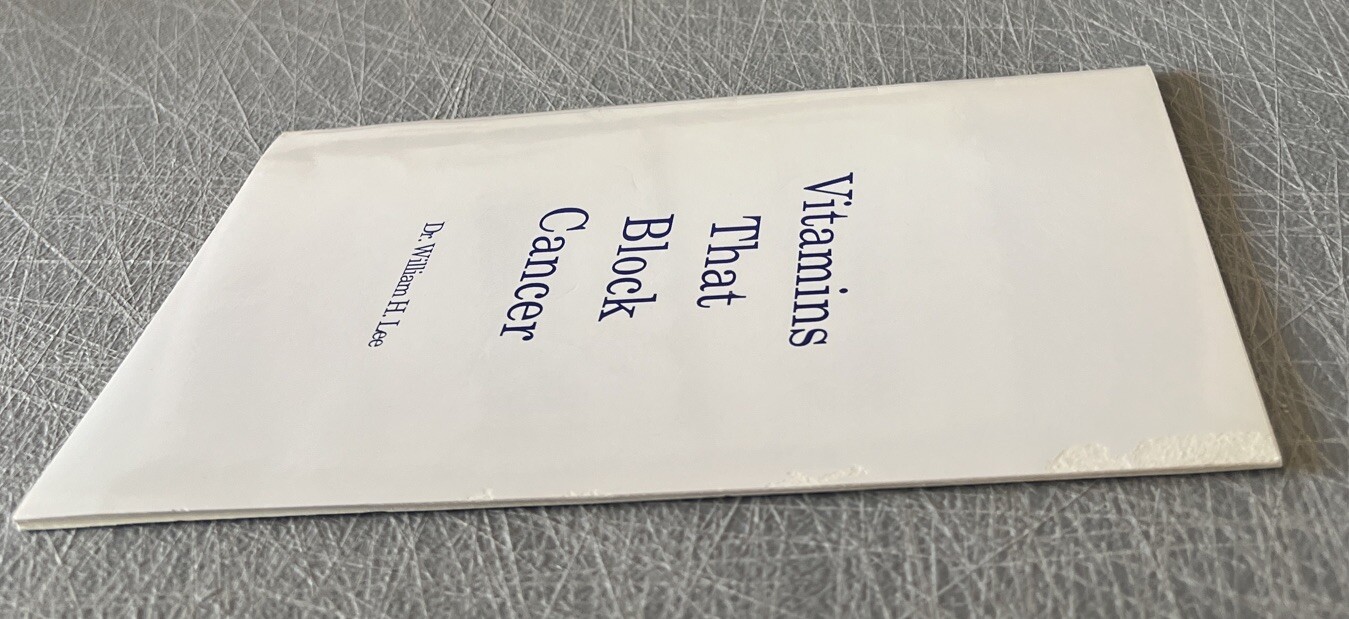 Vitamins
That
Block
Cancer
Dr. William H. Lee